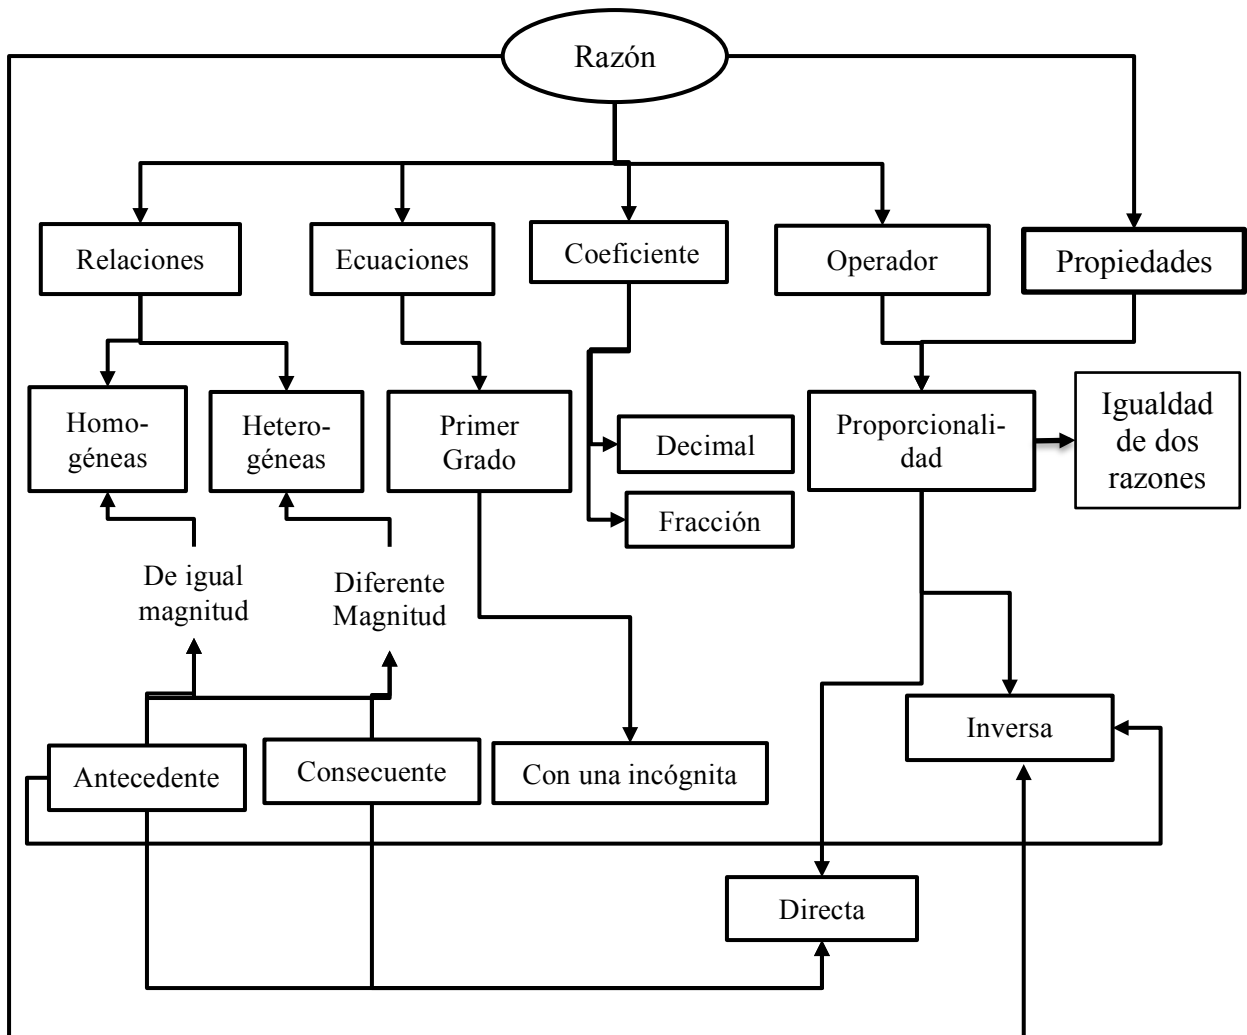 Razón
Relaciones
Ecuaciones
Coeficiente
Operador
Propiedades
Homo-
géneas
Hetero-
géneas
Primer
Grado
Decimal
Fracción
Proporcionali-
dad
Igualdad
de dos
razones
De igual
magnitud
Diferente
Magnitud
Antecedente
Consecuente
Con una incógnita
Inversa
Directa